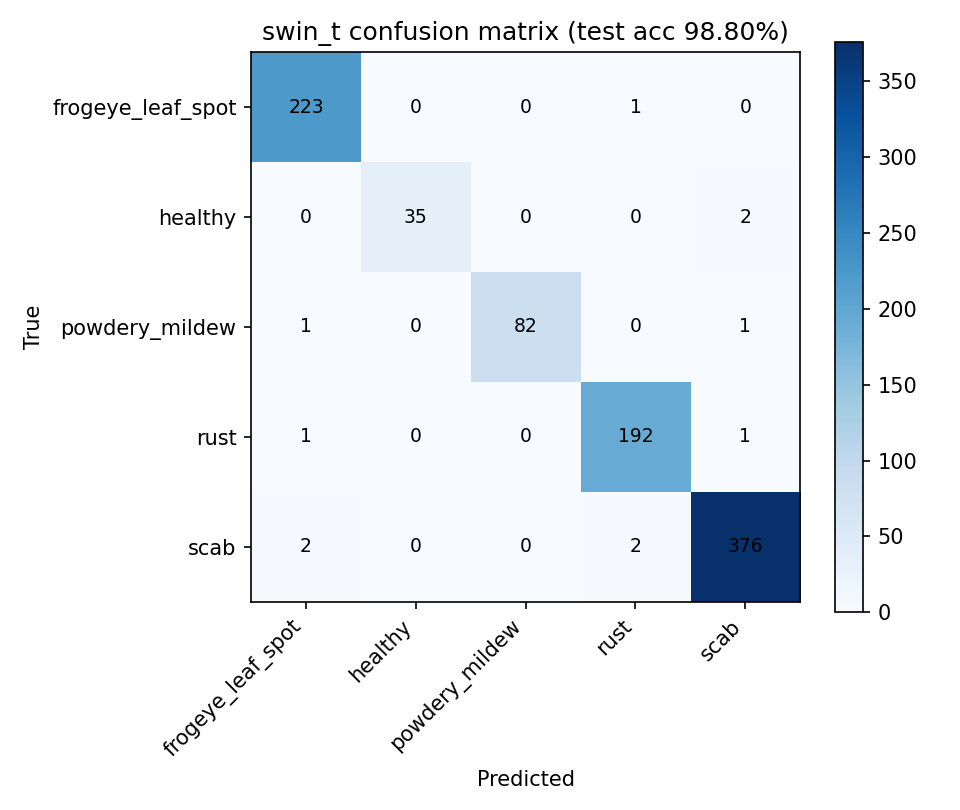 swin_t confusion matrix (test acc 98.80%)
frogeye_leaf_spot 223 0 0 1 0
healthy 0 35 0 0 2
powdery_mildew 1 0 82 0 1
rust 1 0 0 192 1
scab 2 0 0 2 376
True
frogeye_leaf_spot healthy powdery_mildew rust scab
Predicted
350
300
250
200
150
100
50
0